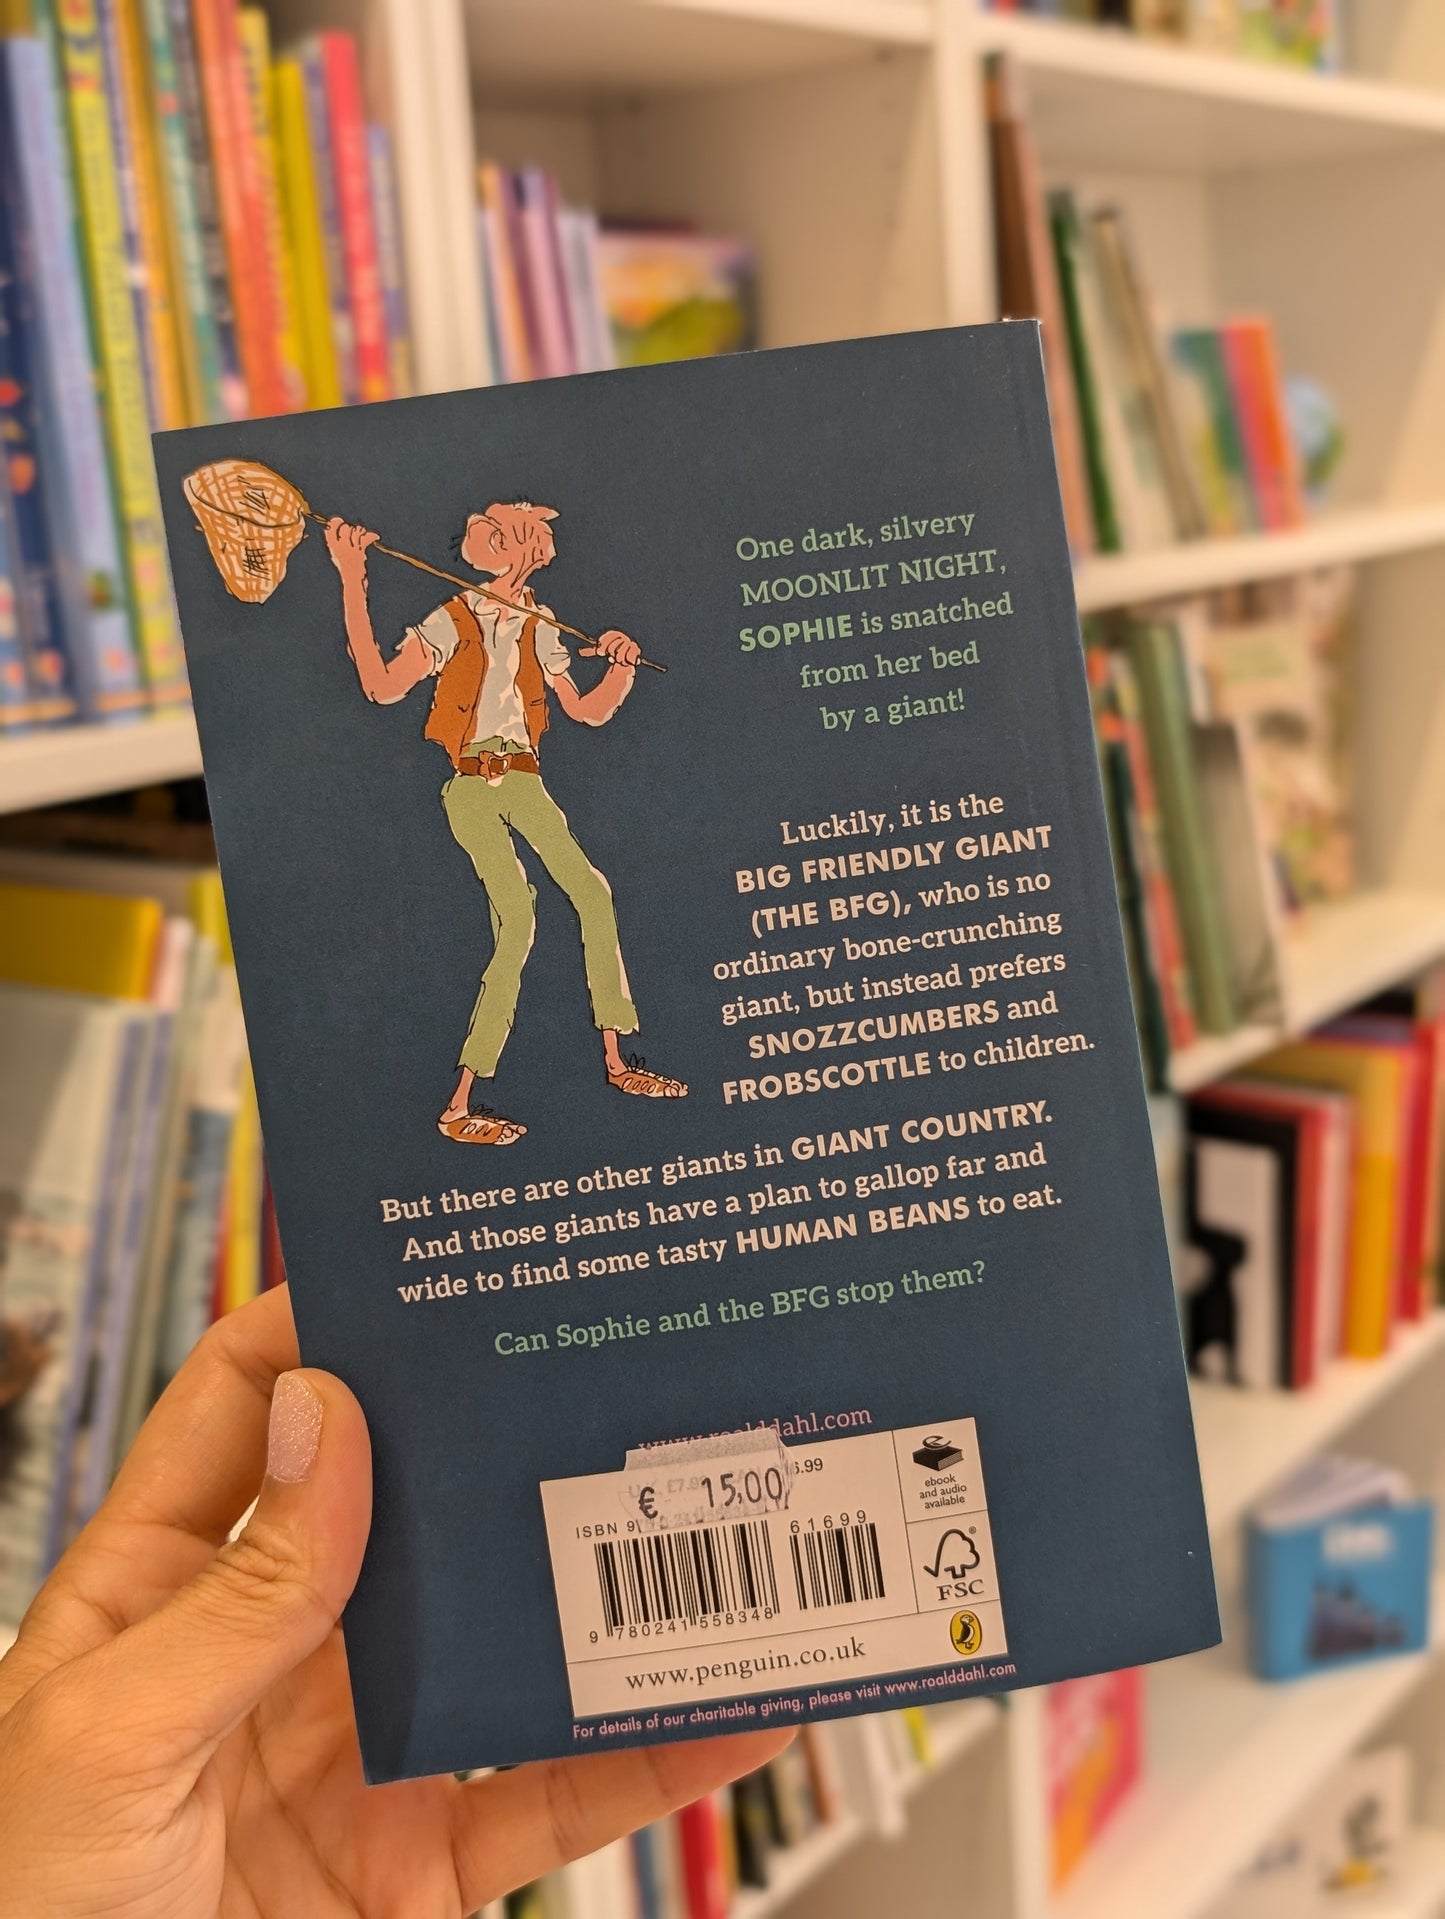 One dark, silvery
MOONLIT NIGHT,
SOPHIE is snatched
from her bed
by a giant!
Luckily, it is the
BIG FRIENDLY GIANT
(THE BFG), who is no
ordinary bone-crunching
giant, but instead prefers
SNOZZCUMBERS and
FROBSCOTTLE to children.
But there are other giants in GIANT COUNTRY.
And those giants have a plan to gallop far and
wide to find some tasty HUMAN BEANS to eat.
Can Sophie and the BFG stop them?
www.roalddahl.com
€ 15,00
6.99
ISBN 9
61699
9 780241 558348
ebook
and audio
available
FSC
www.penguin.co.uk
For details of our charitable giving, please visit www.roalddahl.com